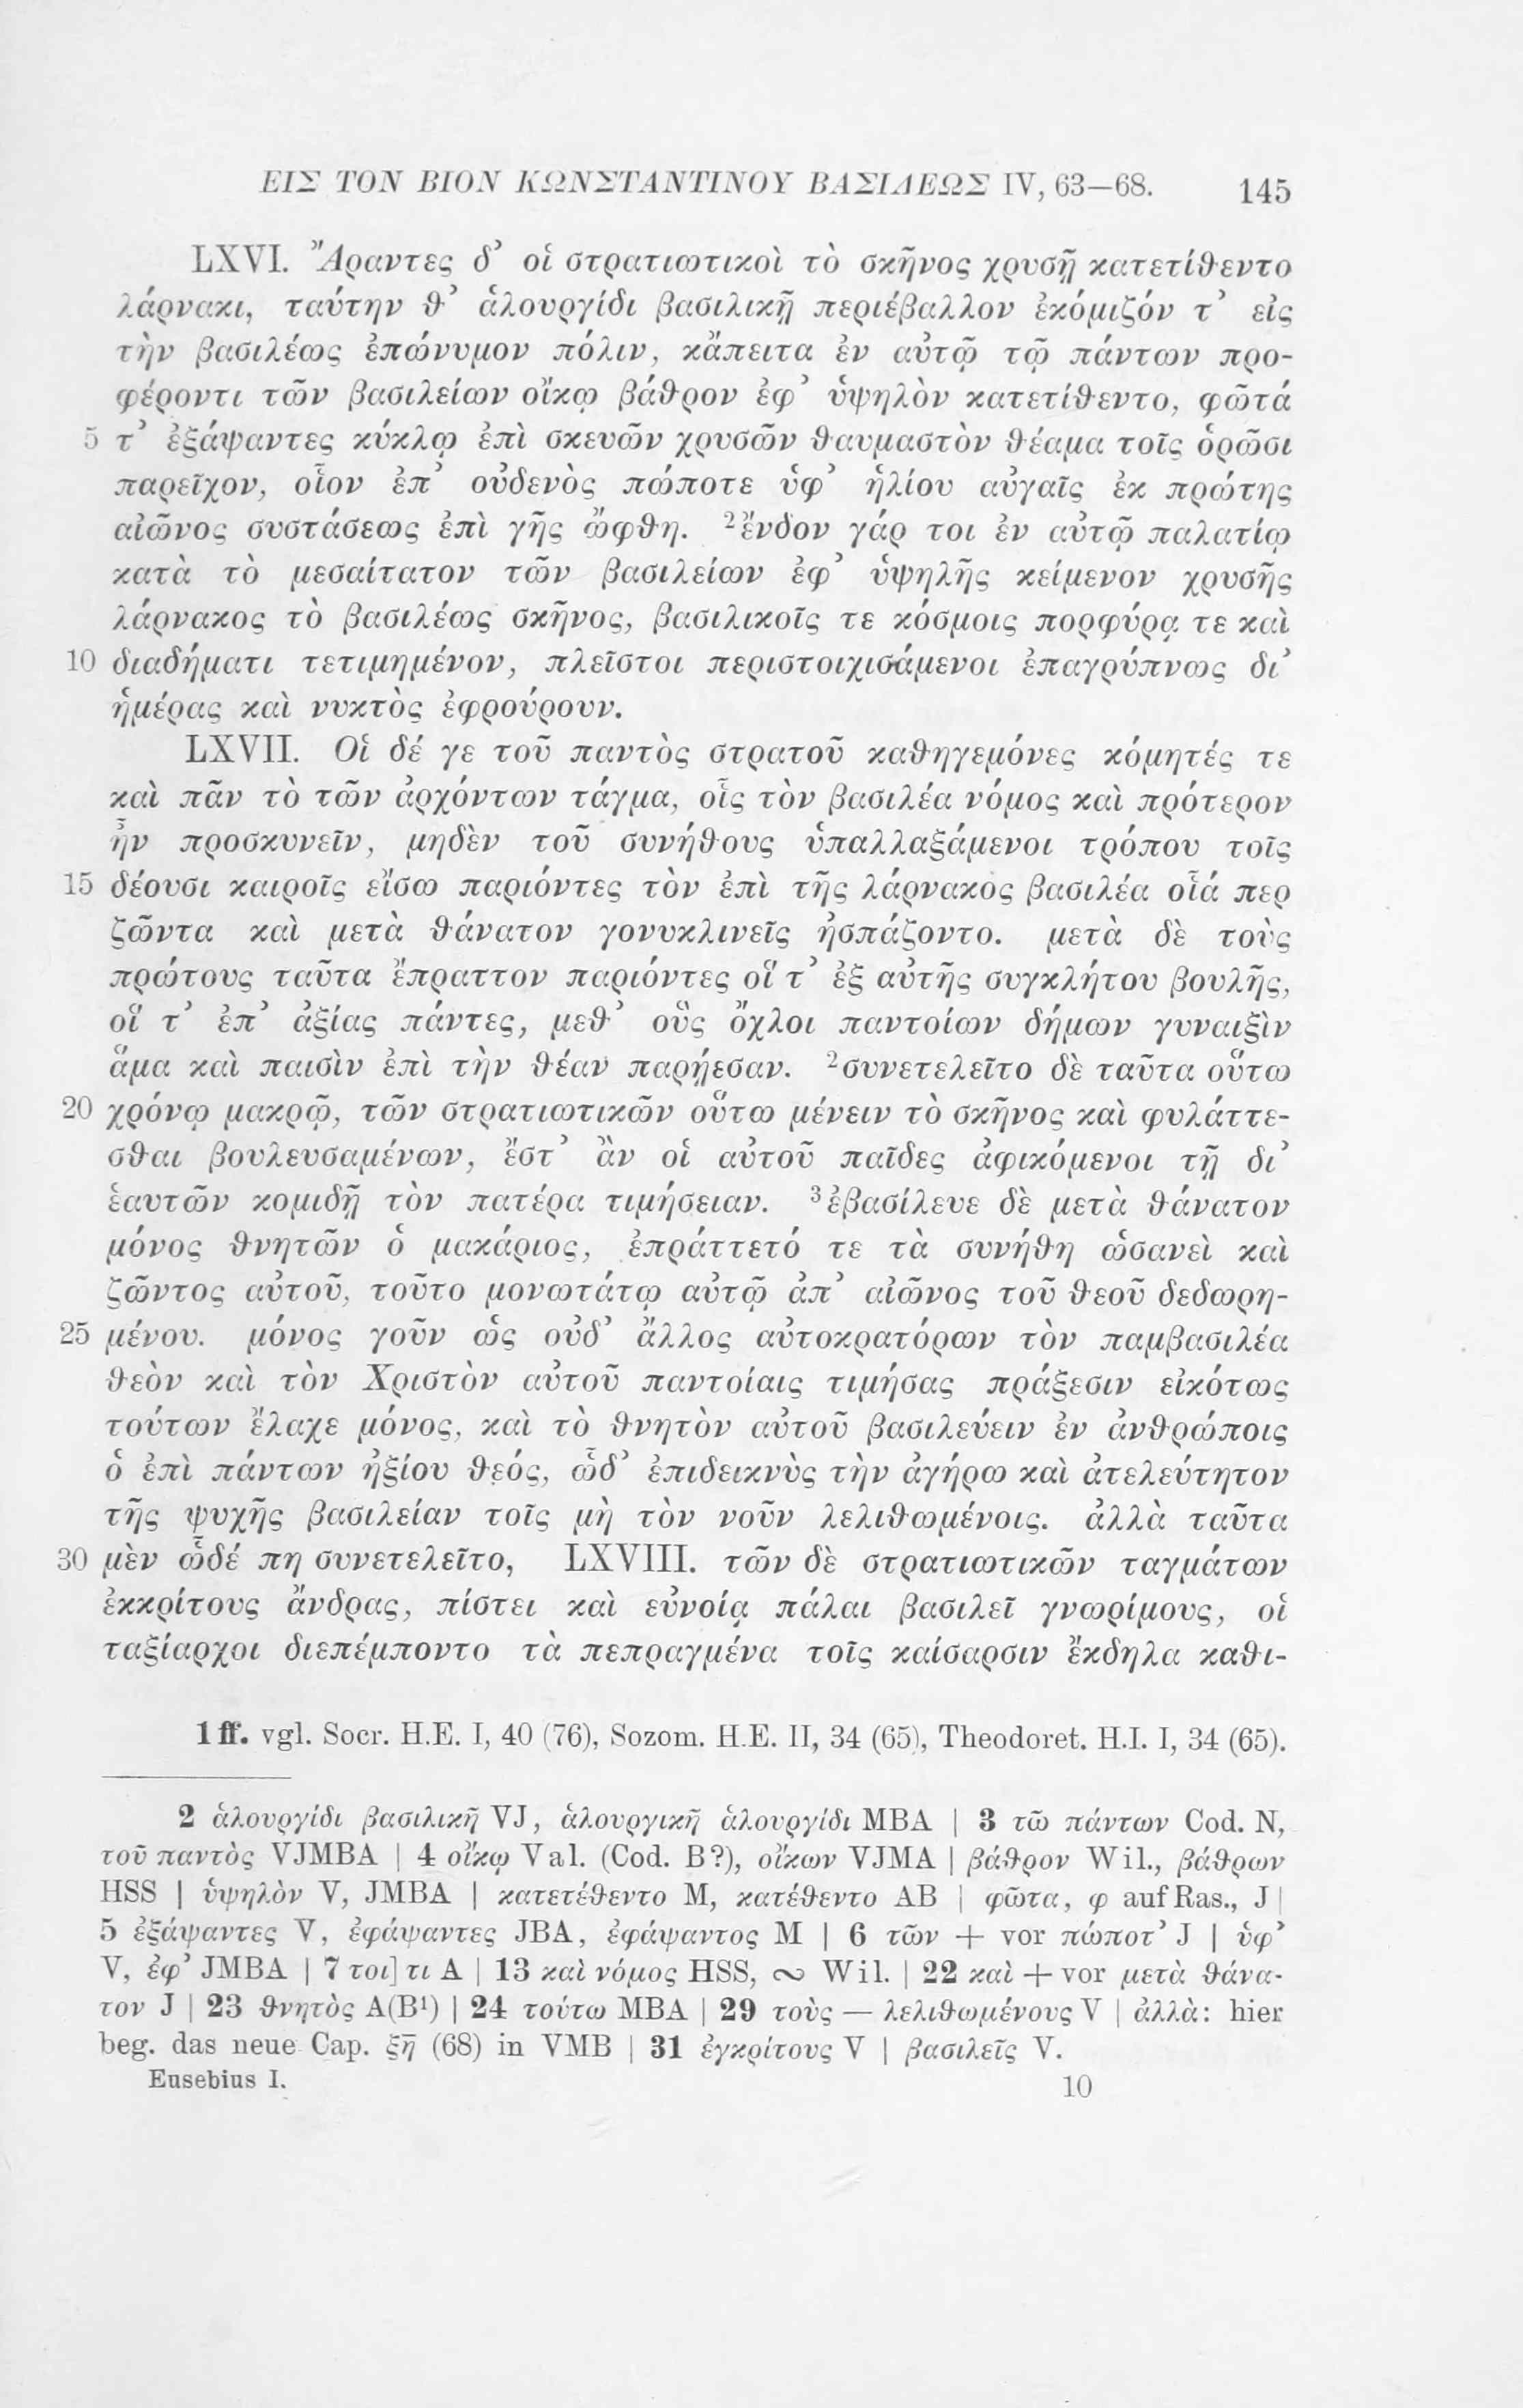 ΕΙΣ ΤΟΝ ΒΙΟΝ ΚΩΝΣΤΑΝΤΙΝΟΥ ΒΑΣΙΛΕΩΣ IV, 63—68. 145
LXVI. Ἄραντες δ’ οἱ στρατιωτικοὶ τὸ σκῆνος χρυσῇ κατετίθεντο
λάρνακι, ταύτην θ’ ἁλουργίδι βασιλικῇ περιέβαλλον ἐκόμιζόν τ’ εἰς
τὴν βασιλέως ἐπώνυμον πόλιν, κἄπειτα ἐν αὐτῷ τῷ πάντων προ-
φέροντι τῶν βασιλείων οἴκῳ βάθρον ἐφ’ ὑψηλὸν κατετίθεντο, φῶτά
5 τ’ ἐξάψαντες κύκλῳ ἐπὶ σκευῶν χρυσῶν θαυμαστὸν θέαμα τοῖς ὁρῶσι
παρεῖχον, οἷον ἐπ’ οὐδενὸς πώποτε ὑφ’ ἡλίου αὐγαῖς ἐκ πρώτης
αἰῶνος συστάσεως ἐπὶ γῆς ὤφθη. ²ἔνδον γάρ τοι ἐν αὐτῷ παλατίῳ
κατὰ τὸ μεσαίτατον τῶν βασιλείων ἐφ’ ὑψηλῆς κείμενον χρυσῆς
λάρνακος τὸ βασιλέως σκῆνος, βασιλικοῖς τε κόσμοις πορφύρᾳ τε καὶ
10 διαδήματι τετιμημένον, πλεῖστοι περιστοιχισάμενοι ἐπαγρύπνως δι’
ἡμέρας καὶ νυκτὸς ἐφρούρουν.
LXVII. Οἱ δέ γε τοῦ παντὸς στρατοῦ καθηγεμόνες κόμητές τε
καὶ πᾶν τὸ τῶν ἀρχόντων τάγμα, οἷς τὸν βασιλέα νόμος καὶ πρότερον
ἦν προσκυνεῖν, μηδὲν τοῦ συνήθους ὑπαλλαξάμενοι τρόπου τοῖς
15 δέουσι καιροῖς εἴσω παριόντες τὸν ἐπὶ τῆς λάρνακος βασιλέα οἷά περ
ζῶντα καὶ μετὰ θάνατον γονυκλινεῖς ἠσπάζοντο. μετὰ δὲ τοὺς
πρώτους ταῦτα ἔπραττον παριόντες οἵ τ’ ἐξ αὐτῆς συγκλήτου βουλῆς,
οἵ τ’ ἐπ’ ἀξίας πάντες, μεθ’ οὓς ὄχλοι παντοίων δήμων γυναιξὶν
ἅμα καὶ παισὶν ἐπὶ τὴν θέαν παρῄεσαν. ²συνετελεῖτο δὲ ταῦτα οὕτω
20 χρόνῳ μακρῷ, τῶν στρατιωτικῶν οὕτω μένειν τὸ σκῆνος καὶ φυλάττε-
σθαι βουλευσαμένων, ἔστ’ ἂν οἱ αὐτοῦ παῖδες ἀφικόμενοι τῇ δι’
ἑαυτῶν κομιδῇ τὸν πατέρα τιμήσειαν. ³ἐβασίλευε δὲ μετὰ θάνατον
μόνος θνητῶν ὁ μακάριος, ἐπράττετό τε τὰ συνήθη ὡσανεὶ καὶ
ζῶντος αὐτοῦ, τοῦτο μονωτάτῳ αὐτῷ ἀπ’ αἰῶνος τοῦ θεοῦ δεδωρη-
25 μένου. μόνος γοῦν ὡς οὐδ’ ἄλλος αὐτοκρατόρων τὸν παμβασιλέα
θεὸν καὶ τὸν Χριστὸν αὐτοῦ παντοίαις τιμήσας πράξεσιν εἰκότως
τούτων ἔλαχε μόνος, καὶ τὸ θνητὸν αὐτοῦ βασιλεύειν ἐν ἀνθρώποις
ὁ ἐπὶ πάντων ἠξίου θεός, ὧδ’ ἐπιδεικνὺς τὴν ἀγήρω καὶ ἀτελεύτητον
τῆς ψυχῆς βασιλείαν τοῖς μὴ τὸν νοῦν λελιθωμένοις. ἀλλὰ ταῦτα
30 μὲν ὧδέ πη συνετελεῖτο, LXVIII. τῶν δὲ στρατιωτικῶν ταγμάτων
ἐκκρίτους ἄνδρας, πίστει καὶ εὐνοίᾳ πάλαι βασιλεῖ γνωρίμους, οἱ
ταξίαρχοι διεπέμποντο τὰ πεπραγμένα τοῖς καίσαρσιν ἔκδηλα καθι-
1 ff. vgl. Socr. H.E. I, 40 (76), Sozom. H.E. II, 34 (65), Theodoret. H.I. I, 34 (65).
2 ἁλουργίδι βασιλικῆ VJ, ἁλουργικῆ ἁλουργίδι MBA | 3 τῶ πάντων Cod. N,
τοῦ παντὸς VJMBA | 4 οἴκῳ Val. (Cod. B?), οἴκων VJMA | βάθρον Wil., βάθρων
HSS | ὑψηλὸν V, JMBA | κατετέθεντο M, κατέθεντο AB | φῶτα, φ auf Ras., J |
5 ἐξάψαντες V, ἐφάψαντες JBA, ἐφάψαντος M | 6 τῶν + vor πώποτ’ J | ὑφ’
V, ἐφ’ JMBA | 7 τοι] τι A | 13 καὶ νόμος HSS, ∾ Wil. | 22 καὶ + vor μετὰ θάνα-
τον J | 23 θνητὸς A(B¹) | 24 τούτω MBA | 29 τοὺς — λελιθωμένους V | ἀλλὰ: hier
beg. das neue Cap. ξη̄ (68) in VMB | 31 ἐγκρίτους V | βασιλεῖς V.
Eusebius I. 10